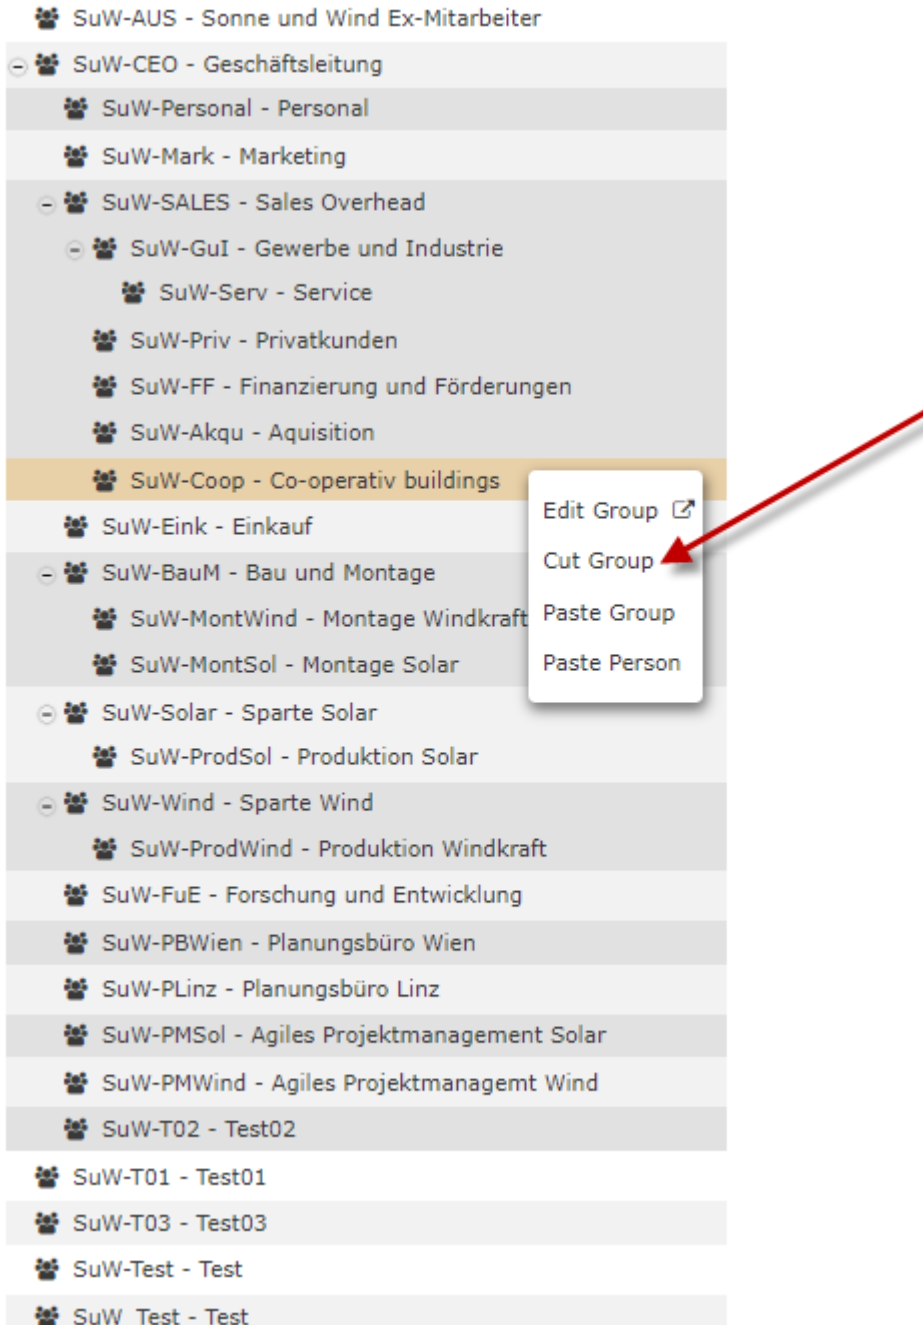 SuW-AUS - Sonne und Wind Ex-Mitarbeiter
SuW-CEO - Geschäftsleitung
SuW-Personal - Personal
SuW-Mark - Marketing
SuW-SALES - Sales Overhead
SuW-GuI - Gewerbe und Industrie
SuW-Serv - Service
SuW-Priv - Privatkunden
SuW-FF - Finanzierung und Förderungen
SuW-Akqu - Aquisition
SuW-Coop - Co-operativ buildings
Edit Group
Cut Group
Paste Group
Paste Person
SuW-Eink - Einkauf
SuW-BauM - Bau und Montage
SuW-MontWind - Montage Windkraft
SuW-MontSol - Montage Solar
SuW-Solar - Sparte Solar
SuW-ProdSol - Produktion Solar
SuW-Wind - Sparte Wind
SuW-ProdWind - Produktion Windkraft
SuW-FuE - Forschung und Entwicklung
SuW-PBWien - Planungsbüro Wien
SuW-PLinz - Planungsbüro Linz
SuW-PMSol - Agiles Projektmanagement Solar
SuW-PMWind - Agiles Projektmanagemt Wind
SuW-T02 - Test02
SuW-T01 - Test01
SuW-T03 - Test03
SuW-Test - Test
SuW_Test - Test